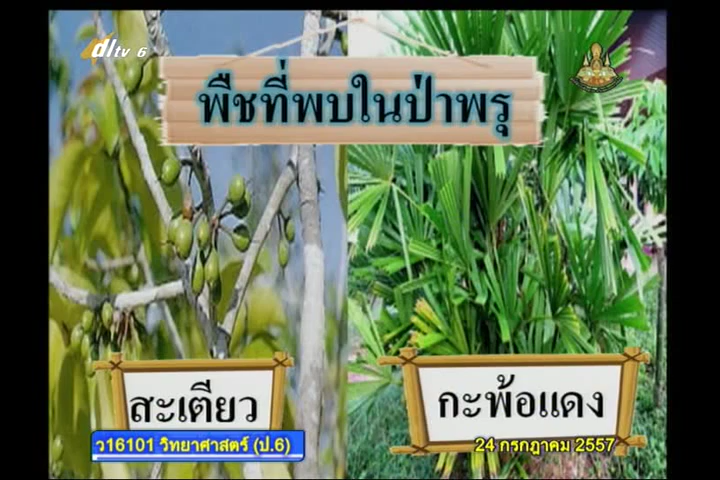 dltv 6
พืชที่พบในป่าพรุ
สะเตียว
กะพ้อแดง
ว16101 วิทยาศาสตร์ (ป.6)
24 กรกฎาคม 2557